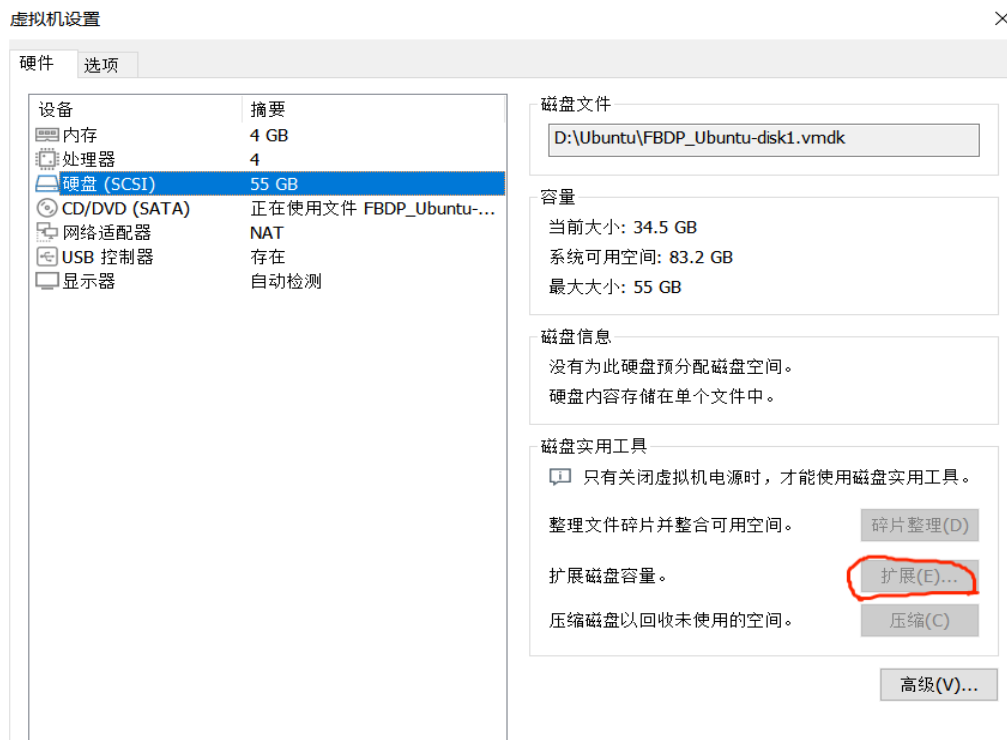 虚拟机设置
硬件 选项
设备 摘要
内存 4 GB
处理器 4
硬盘 (SCSI) 55 GB
CD/DVD (SATA) 正在使用文件 FBDP_Ubuntu-...
网络适配器 NAT
USB 控制器 存在
显示器 自动检测
磁盘文件
D:\Ubuntu\FBDP_Ubuntu-disk1.vmdk
容量
当前大小: 34.5 GB
系统可用空间: 83.2 GB
最大大小: 55 GB
磁盘信息
没有为此硬盘预分配磁盘空间。
硬盘内容存储在单个文件中。
磁盘实用工具
只有关闭虚拟机电源时，才能使用磁盘实用工具。
整理文件碎片并整合可用空间。 碎片整理(D)
扩展磁盘容量。 扩展(E)...
压缩磁盘以回收未使用的空间。 压缩(C)
高级(V)...